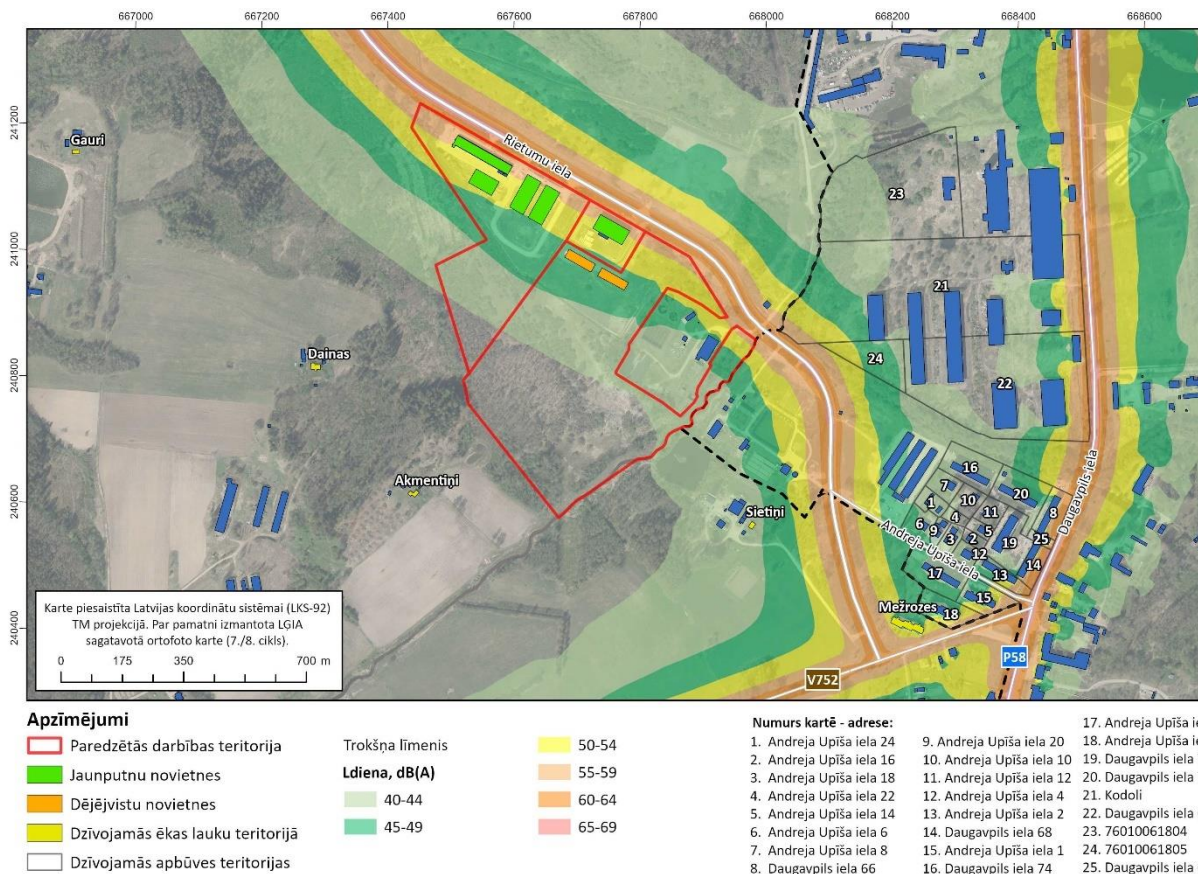 667000 667200 667400 667600 667800 668000 668200 668400 668600
241200
241000
240800
240600
240400
Gauri
Rietumu iela
23
21
24
22
Dainas
Akmentiņi
Sietiņi
16
7
20
1
10
8
4
11
6
9
5
3
2
19
25
12
14
13
17
15
18
Andreja Upīša iela
Daugavpils iela
Mežrozes
P58
V752
Karte piesaistīta Latvijas koordinātu sistēmai (LKS-92)
TM projekcijā. Par pamatni izmantota LĢIA
sagatavotā ortofoto karte (7./8. cikls).
0 175 350 700 m
Apzīmējumi
Paredzētās darbības teritorija
Jaunputnu novietnes
Dējējvistu novietnes
Dzīvojamās ēkas lauku teritorijā
Dzīvojamās apbūves teritorijas
Trokšņa līmenis
Ldiena, dB(A)
40-44
45-49
50-54
55-59
60-64
65-69
Numurs kartē - adrese:
1. Andreja Upīša iela 24
2. Andreja Upīša iela 16
3. Andreja Upīša iela 18
4. Andreja Upīša iela 22
5. Andreja Upīša iela 14
6. Andreja Upīša iela 6
7. Andreja Upīša iela 8
8. Daugavpils iela 66
9. Andreja Upīša iela 20
10. Andreja Upīša iela 10
11. Andreja Upīša iela 12
12. Andreja Upīša iela 4
13. Andreja Upīša iela 2
14. Daugavpils iela 68
15. Andreja Upīša iela 1
16. Daugavpils iela 74
17. Andreja Upīša
18. Andreja Upīša
19. Daugavpils iela
20. Daugavpils iela
21. Kodoli
22. Daugavpils iela
23. 76010061804
24. 76010061805
25. Daugavpils iela